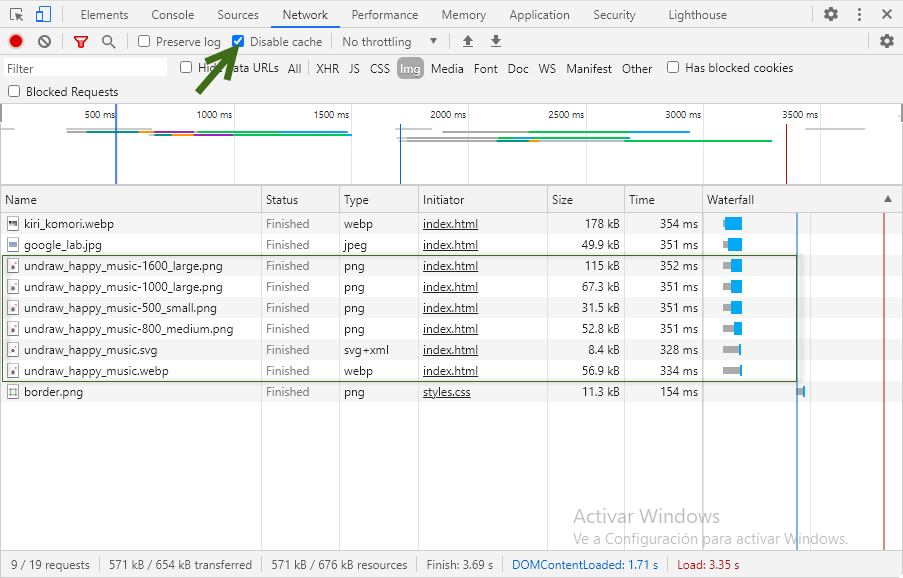 Elements Console Sources Network Performance Memory Application Security Lighthouse
Preserve log Disable cache No throttling
Filter Hide data URLs All XHR JS CSS Img Media Font Doc WS Manifest Other Has blocked cookies
Blocked Requests
500 ms 1000 ms 1500 ms 2000 ms 2500 ms 3000 ms 3500 ms
Name Status Type Initiator Size Time Waterfall
kiri_komori.webp Finished webp index.html 178 kB 354 ms
google_lab.jpg Finished jpeg index.html 49.9 kB 351 ms
undraw_happy_music-1600_large.png Finished png index.html 115 kB 352 ms
undraw_happy_music-1000_large.png Finished png index.html 67.3 kB 351 ms
undraw_happy_music-500_small.png Finished png index.html 31.5 kB 351 ms
undraw_happy_music-800_medium.png Finished png index.html 52.8 kB 351 ms
undraw_happy_music.svg Finished svg+xml index.html 8.4 kB 328 ms
undraw_happy_music.webp Finished webp index.html 56.9 kB 334 ms
border.png Finished png styles.css 11.3 kB 154 ms
Activar Windows
Ve a Configuración para activar Windows.
9 / 19 requests 571 kB / 654 kB transferred 571 kB / 676 kB resources Finish: 3.69 s DOMContentLoaded: 1.71 s Load: 3.35 s